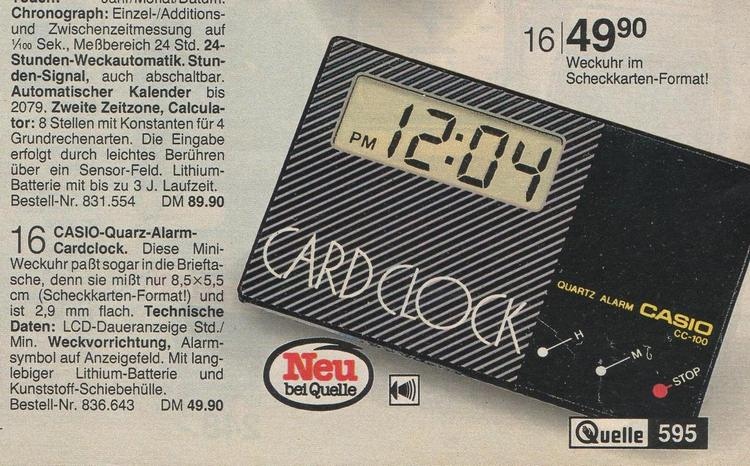 Chronograph: Einzel-/Additions-
und Zwischenzeitmessung auf
1/100 Sek., Meßbereich 24 Std. 24-
Stunden-Weckautomatik. Stun-
den-Signal, auch abschaltbar.
Automatischer Kalender bis
2079. Zweite Zeitzone, Calcula-
tor: 8 Stellen mit Konstanten für 4
Grundrechenarten. Die Eingabe
erfolgt durch leichtes Berühren
über ein Sensor-Feld. Lithium-
Batterie mit bis zu 3 J. Laufzeit.
Bestell-Nr. 831.554 DM 89.90
16 CASIO-Quarz-Alarm-
Cardclock. Diese Mini-
Weckuhr paßt sogar in die Briefta-
sche, denn sie mißt nur 8,5×5,5
cm (Scheckkarten-Format!) und
ist 2,9 mm flach. Technische
Daten: LCD-Daueranzeige Std./
Min. Weckvorrichtung, Alarm-
symbol auf Anzeigefeld. Mit lang-
lebiger Lithium-Batterie und
Kunststoff-Schiebehülle.
Bestell-Nr. 836.643 DM 49.90
16 4990
Weckuhr im
Scheckkarten-Format!
PM 12:04
CARD CLOCK
QUARTZ ALARM CASIO
CC-100
H
M
STOP
Neu
bei Quelle
Quelle 595